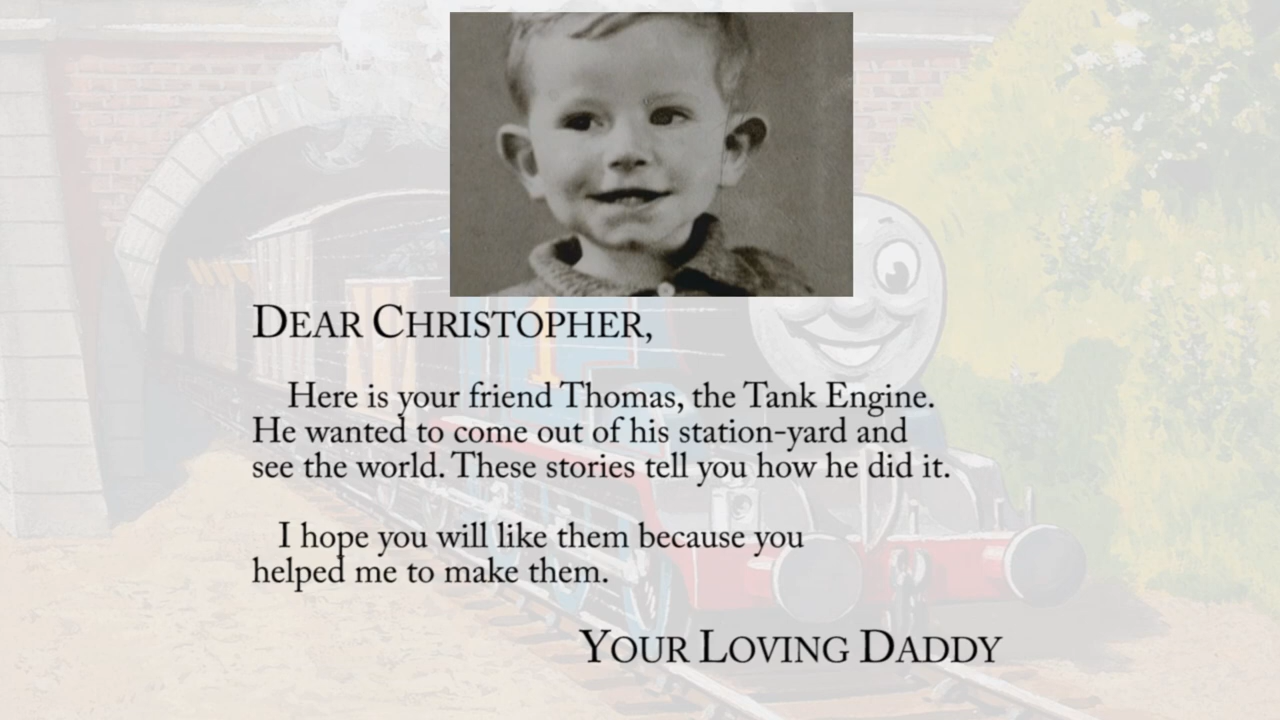 DEAR CHRISTOPHER,
Here is your friend Thomas, the Tank Engine.
He wanted to come out of his station-yard and
see the world. These stories tell you how he did it.
I hope you will like them because you
helped me to make them.
YOUR LOVING DADDY